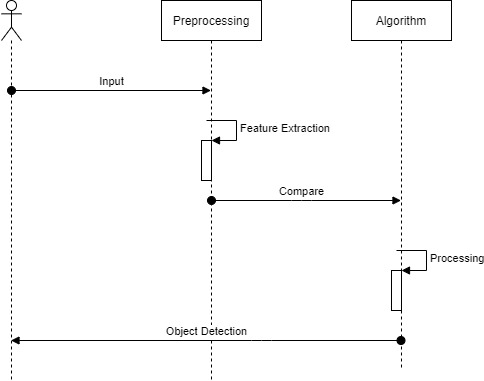 Preprocessing
Algorithm
Input
Feature Extraction
Compare
Processing
Object Detection